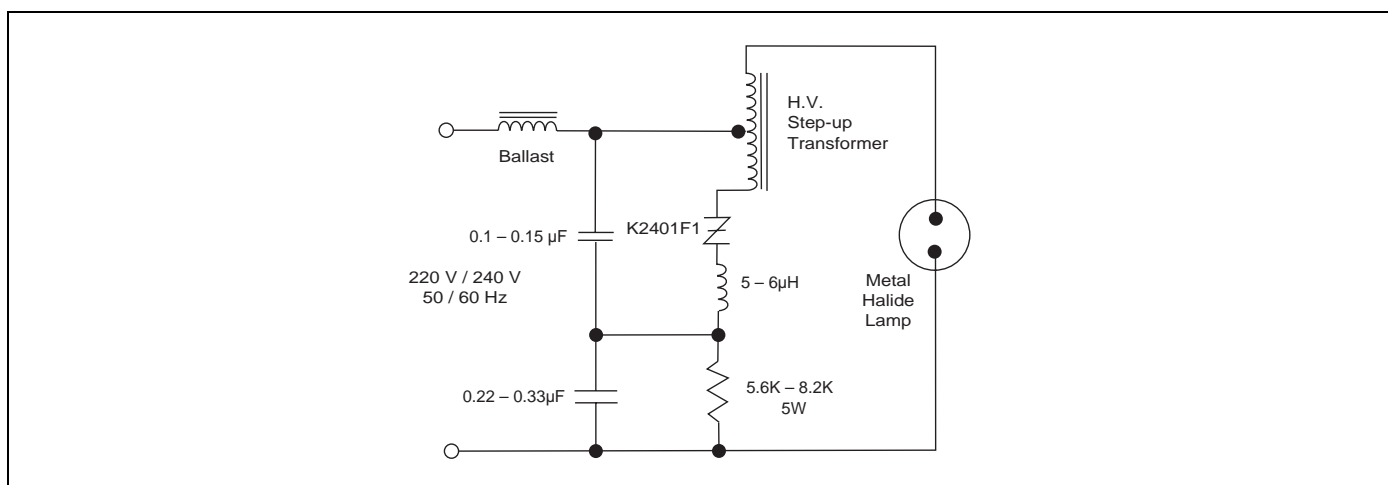 H.V.
Step-up
Transformer
Ballast
K2401F1
0.1 – 0.15 µF
220 V / 240 V
50 / 60 Hz
5 – 6µH
Metal
Halide
Lamp
0.22 – 0.33µF
5.6K – 8.2K
5W